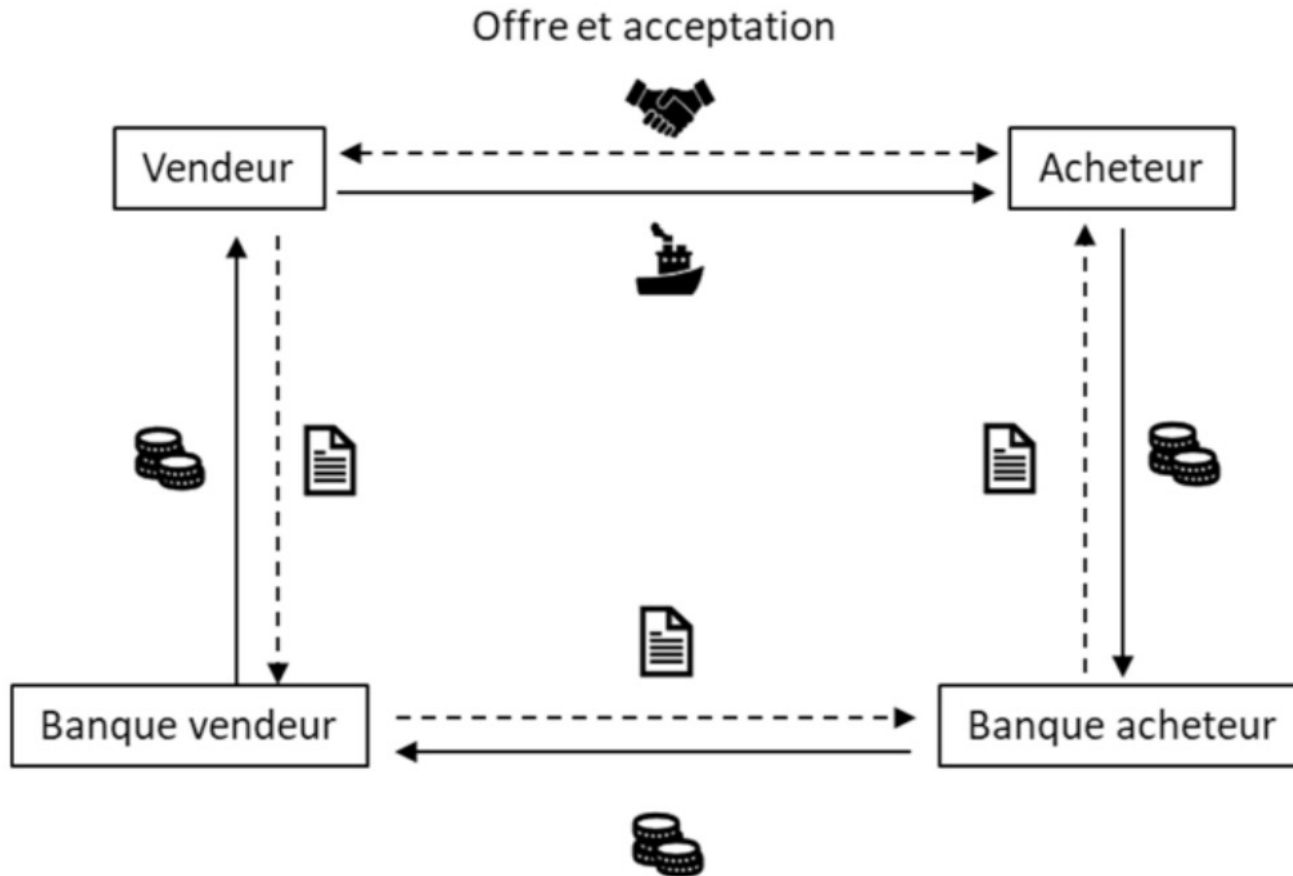 Offre et acceptation
Vendeur
Acheteur
Banque vendeur
Banque acheteur